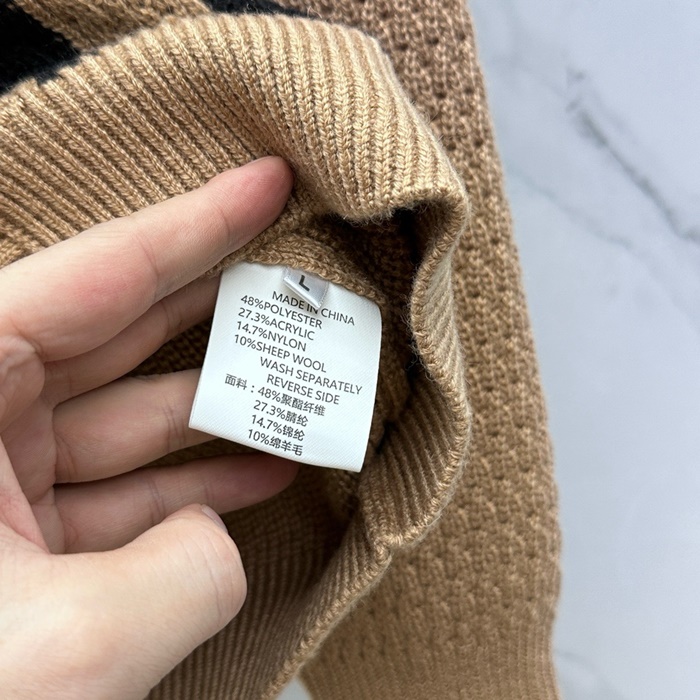 L
MADE IN CHINA
48%POLYESTER
27.3%ACRYLIC
14.7%NYLON
10%SHEEP WOOL
WASH SEPARATELY
REVERSE SIDE
面料：48%聚酯纤维
27.3%腈纶
14.7%锦纶
10%绵羊毛